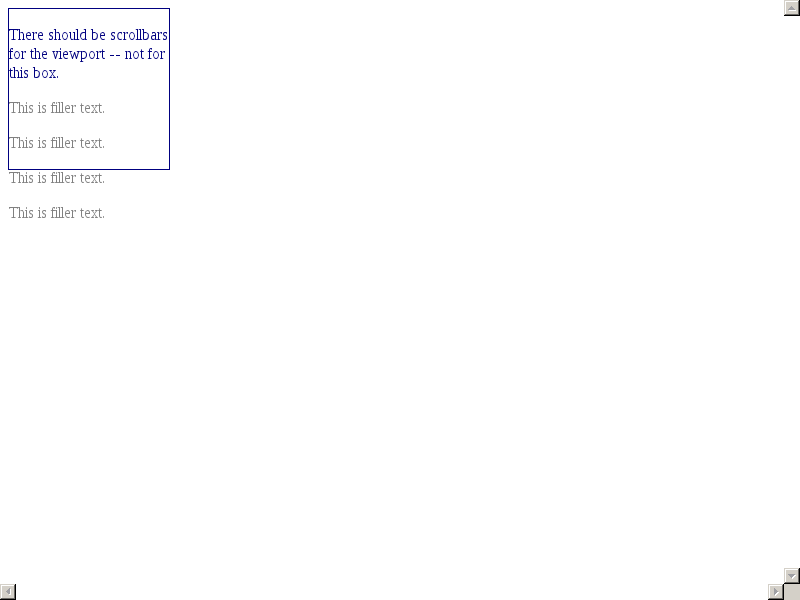 There should be scrollbars
for the viewport -- not for
this box.
This is filler text.
This is filler text.
This is filler text.
This is filler text.